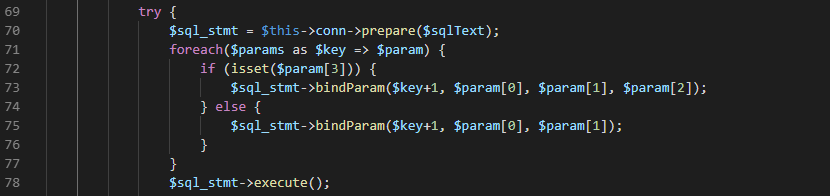 69 try {
70 $sql_stmt = $this->conn->prepare($sqlText);
71 foreach($params as $key => $param) {
72 if (isset($param[3])) {
73 $sql_stmt->bindParam($key+1, $param[0], $param[1], $param[2]);
74 } else {
75 $sql_stmt->bindParam($key+1, $param[0], $param[1]);
76 }
77 }
78 $sql_stmt->execute();